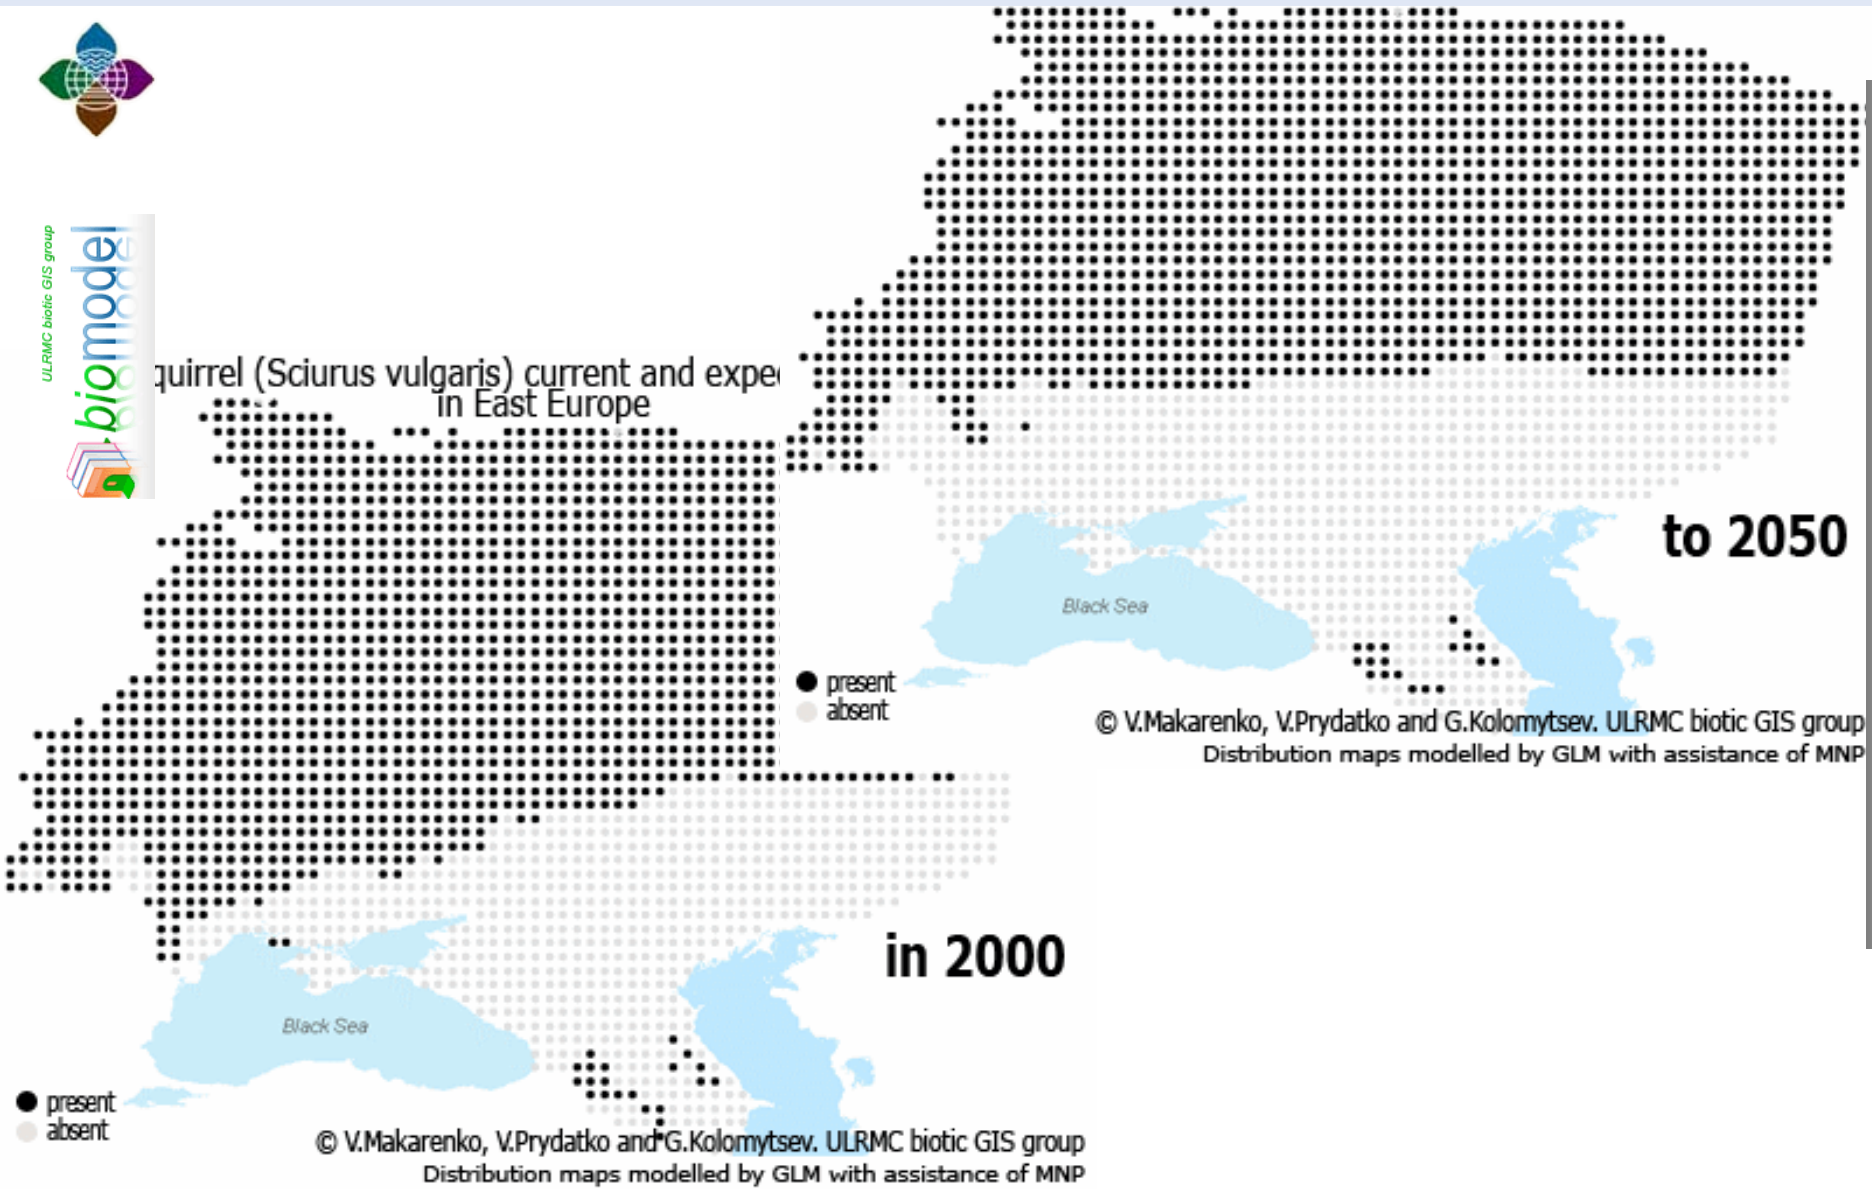 ULRMC biotic GIS group
biomodel
quirrel (Sciurus vulgaris) current and expe
in East Europe
to 2050
Black Sea
present
absent
© V.Makarenko, V.Prydatko and G.Kolomytsev. ULRMC biotic GIS group
Distribution maps modelled by GLM with assistance of MNP
in 2000
Black Sea
present
absent
© V.Makarenko, V.Prydatko and G.Kolomytsev. ULRMC biotic GIS group
Distribution maps modelled by GLM with assistance of MNP